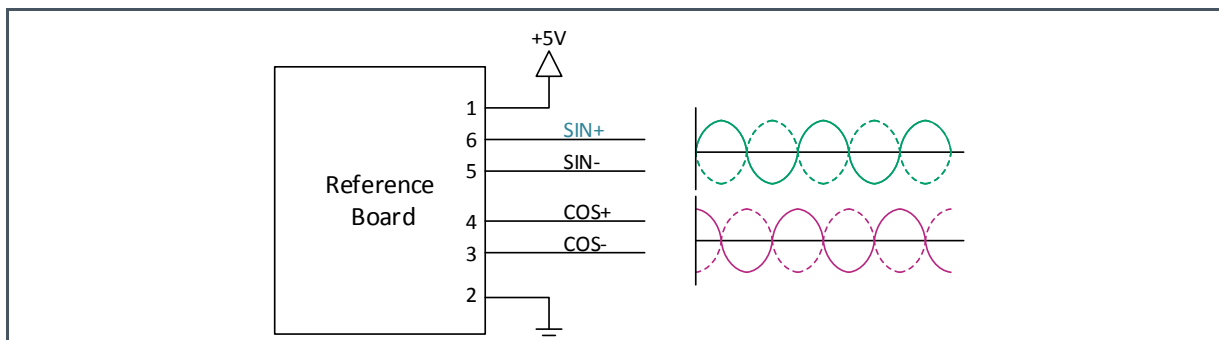 +5V
1
6 SIN+
5 SIN-
Reference
Board
4 COS+
3 COS-
2